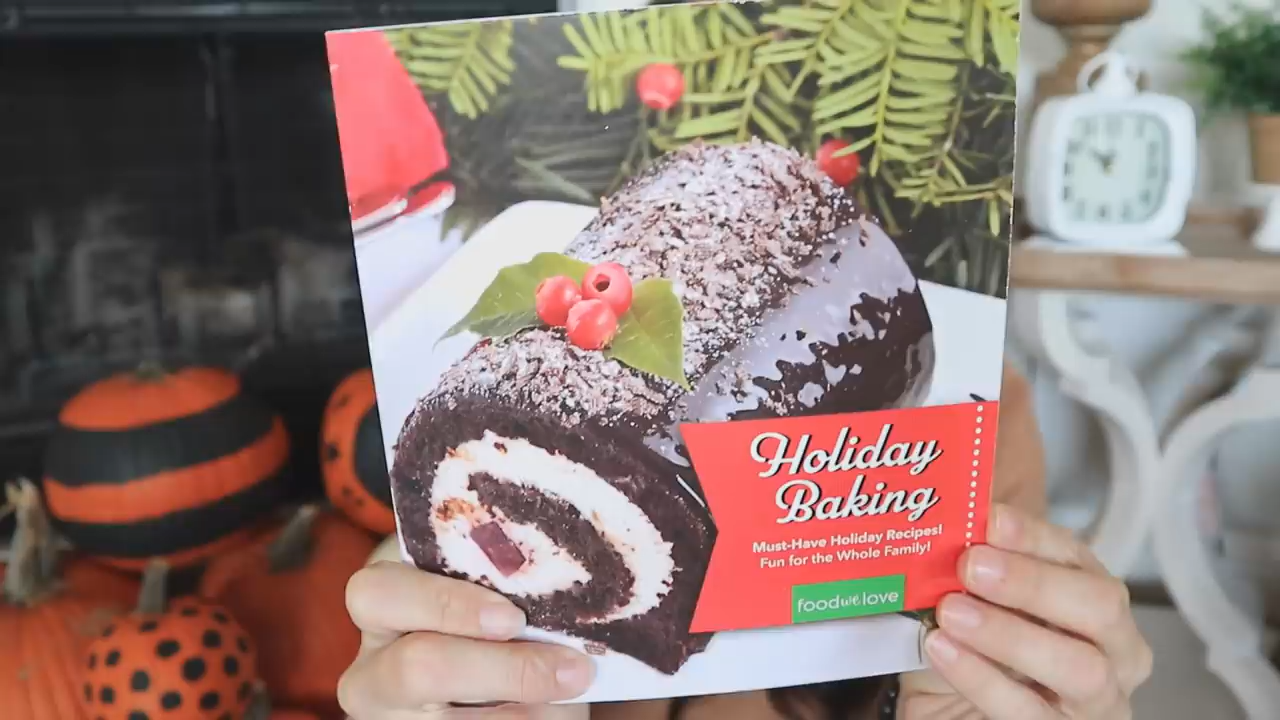 Holiday
Baking
Must-Have Holiday Recipes!
Fun for the Whole Family!
food we love